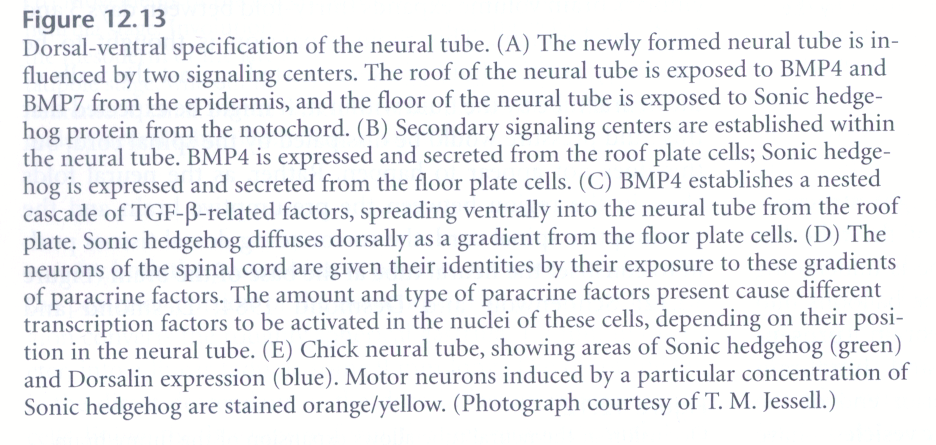 Figure 12.13
Dorsal-ventral specification of the neural tube. (A) The newly formed neural tube is in-
fluenced by two signaling centers. The roof of the neural tube is exposed to BMP4 and
BMP7 from the epidermis, and the floor of the neural tube is exposed to Sonic hedge-
hog protein from the notochord. (B) Secondary signaling centers are established within
the neural tube. BMP4 is expressed and secreted from the roof plate cells; Sonic hedge-
hog is expressed and secreted from the floor plate cells. (C) BMP4 establishes a nested
cascade of TGF-β-related factors, spreading ventrally into the neural tube from the roof
plate. Sonic hedgehog diffuses dorsally as a gradient from the floor plate cells. (D) The
neurons of the spinal cord are given their identities by their exposure to these gradients
of paracrine factors. The amount and type of paracrine factors present cause different
transcription factors to be activated in the nuclei of these cells, depending on their posi-
tion in the neural tube. (E) Chick neural tube, showing areas of Sonic hedgehog (green)
and Dorsalin expression (blue). Motor neurons induced by a particular concentration of
Sonic hedgehog are stained orange/yellow. (Photograph courtesy of T. M. Jessell.)